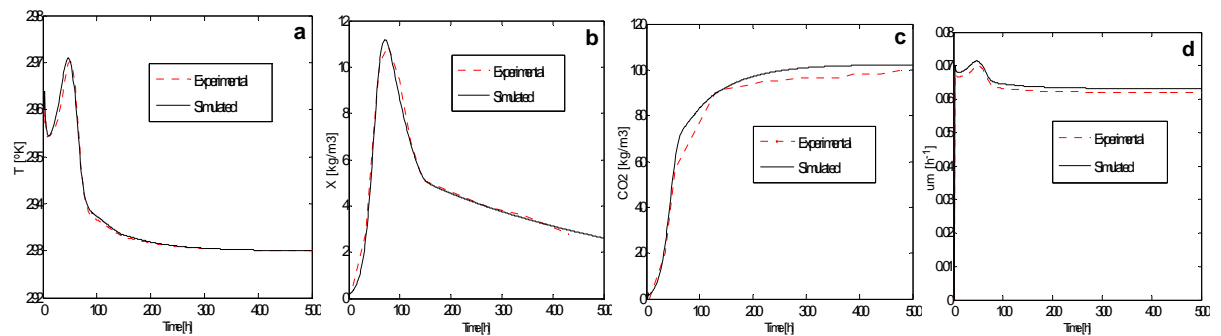 a
298
297
296
295
294
293
292
T [ºK]
Experimental
Simulated
0 100 200 300 400 500
Time[h]
b
12
10
8
6
4
2
0
X [kg/m3]
Experimental
Simulated
0 100 200 300 400 500
Time[h]
c
120
100
80
60
40
20
0
CO2 [kg/m3]
Experimental
Simulated
0 100 200 300 400 500
Time[h]
d
0.08
0.07
0.06
0.05
0.04
0.03
0.02
0.01
0
um [h-1]
Experimental
Simulated
0 100 200 300 400 500
Time[h]